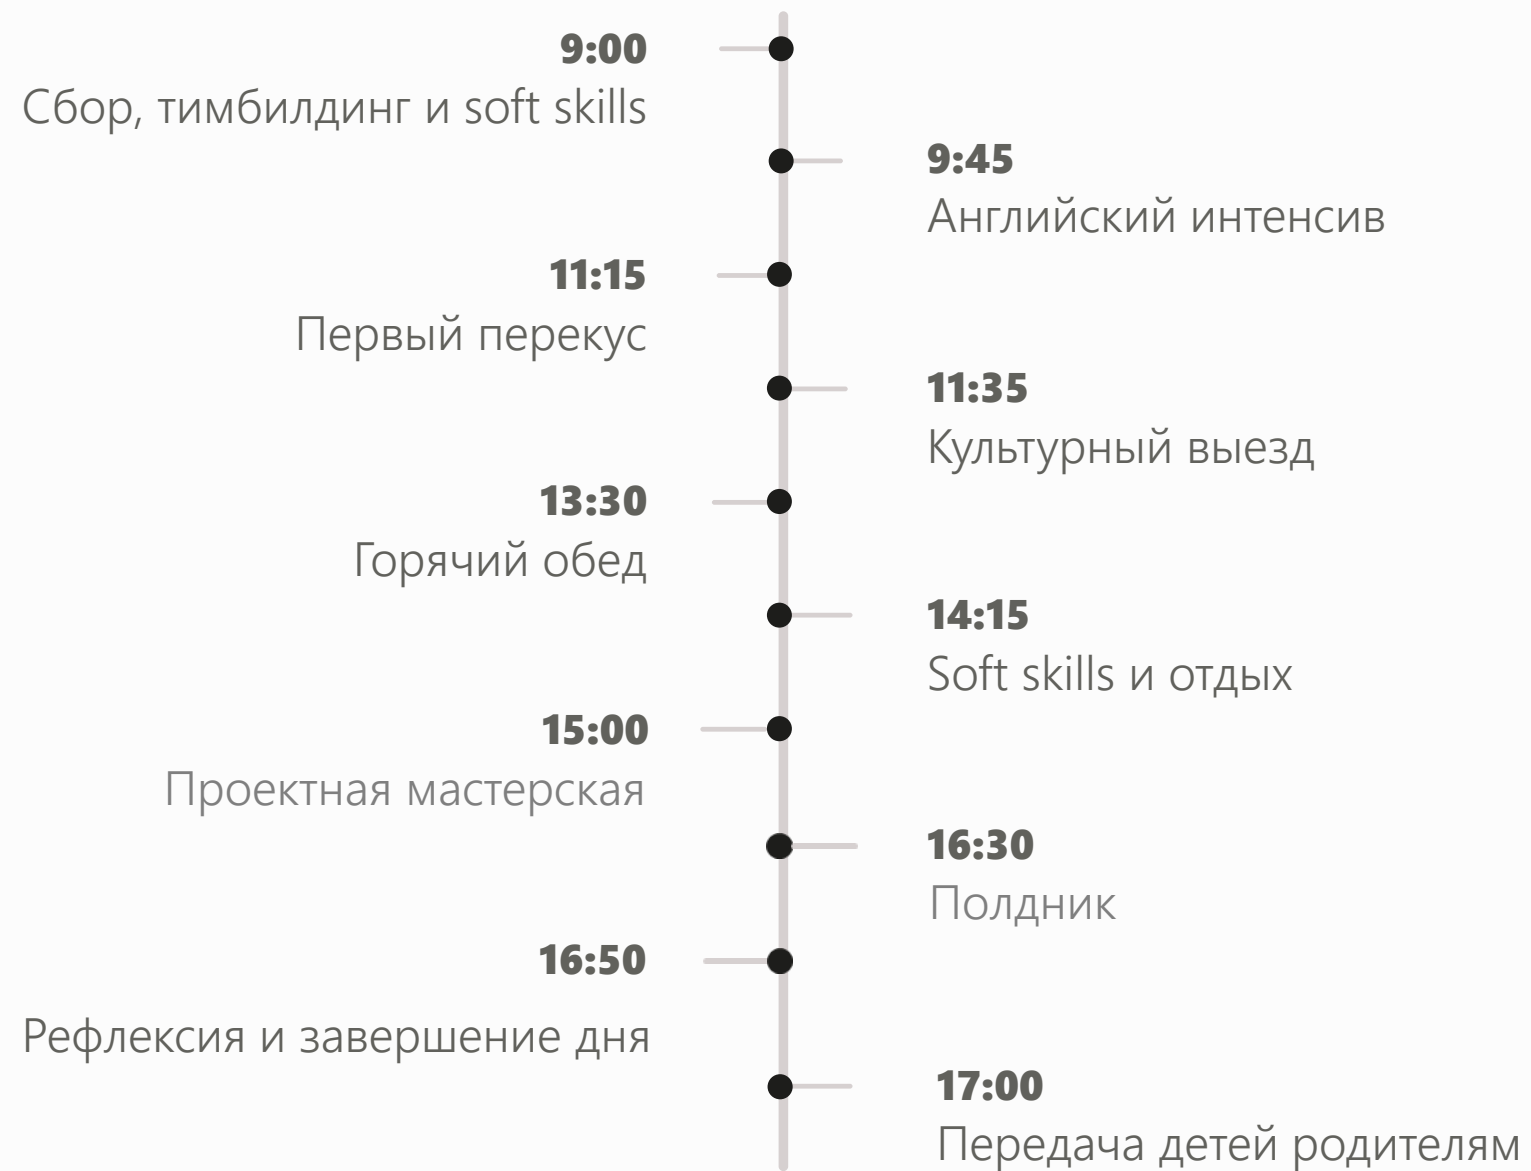 9:00
Сбор, тимбилдинг и soft skills
9:45
Английский интенсив
11:15
Первый перекус
11:35
Культурный выезд
13:30
Горячий обед
14:15
Soft skills и отдых
15:00
Проектная мастерская
16:30
Полдник
16:50
Рефлексия и завершение дня
17:00
Передача детей родителям